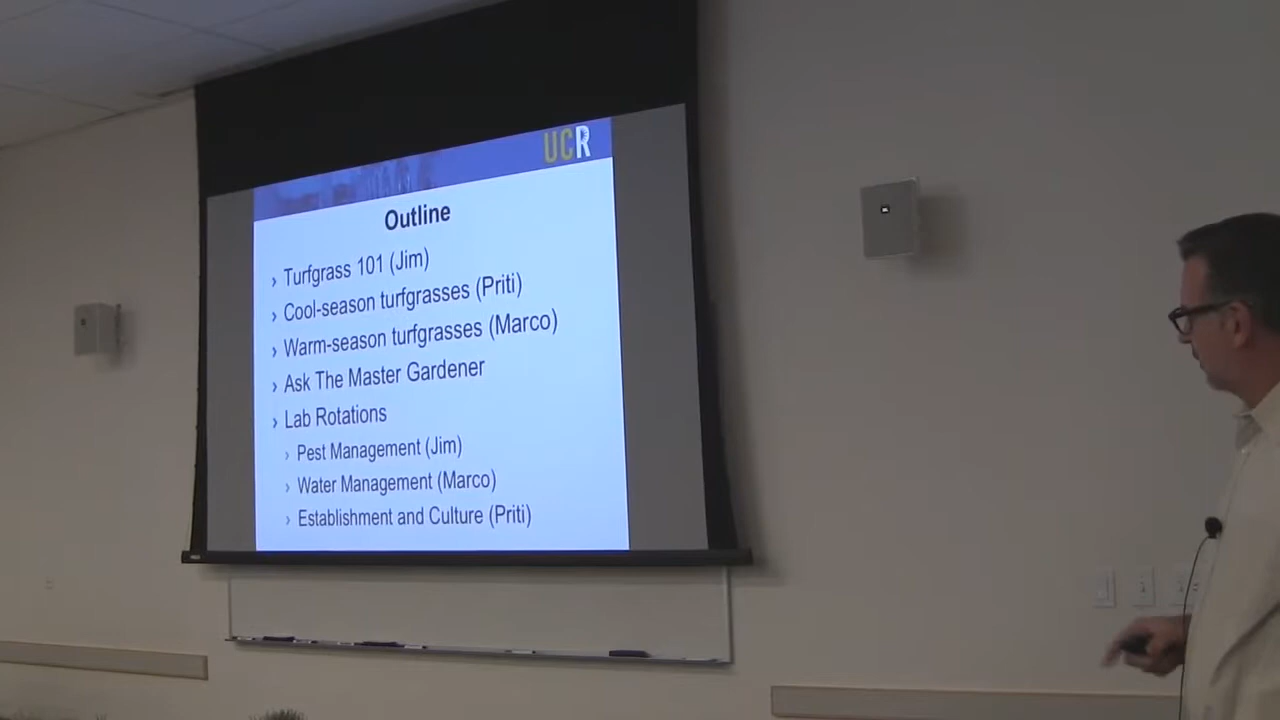 UCR
Outline
› Turfgrass 101 (Jim)
› Cool-season turfgrasses (Priti)
› Warm-season turfgrasses (Marco)
› Ask The Master Gardener
› Lab Rotations
› Pest Management (Jim)
› Water Management (Marco)
› Establishment and Culture (Priti)